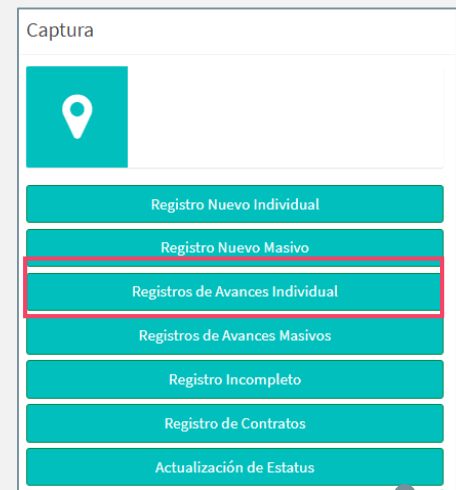 Captura
Registro Nuevo Individual
Registro Nuevo Masivo
Registros de Avances Individual
Registros de Avances Masivos
Registro Incompleto
Registro de Contratos
Actualización de Estatus